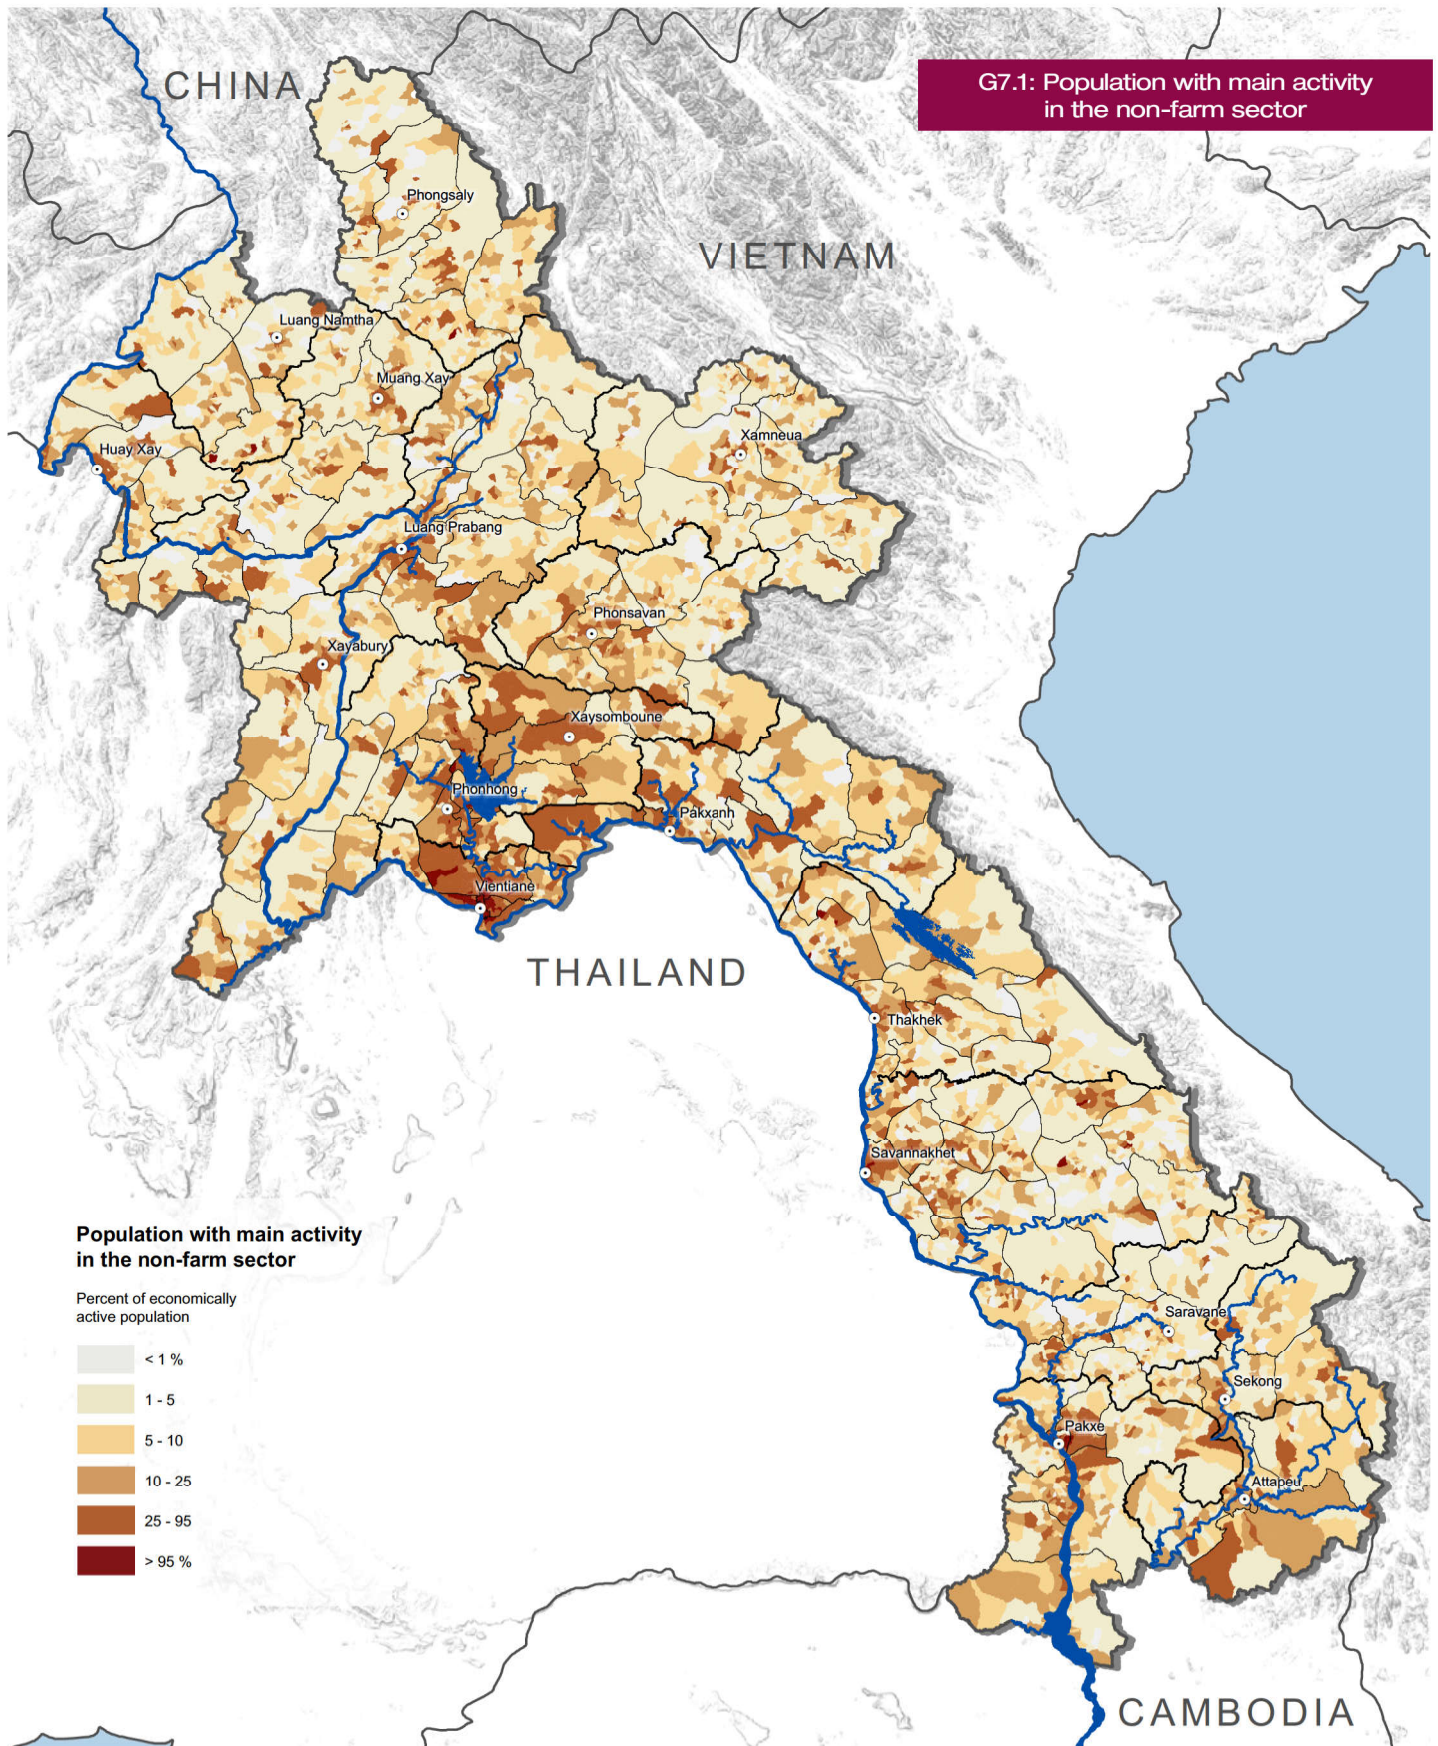 CHINA
G7.1: Population with main activity
in the non-farm sector
Phongsaly
VIETNAM
Luang Namtha
Muang Xay
Xamneua
Huay Xay
Luang Prabang
Phonsavan
Xayabury
Xaysomboune
Phonhong
Pakxanh
Vientiane
THAILAND
Thakhek
Savannakhet
Population with main activity
in the non-farm sector
Percent of economically
active population
< 1 %
1 - 5
5 - 10
10 - 25
25 - 95
> 95 %
Saravane
Sekong
Pakxe
Attapeu
CAMBODIA